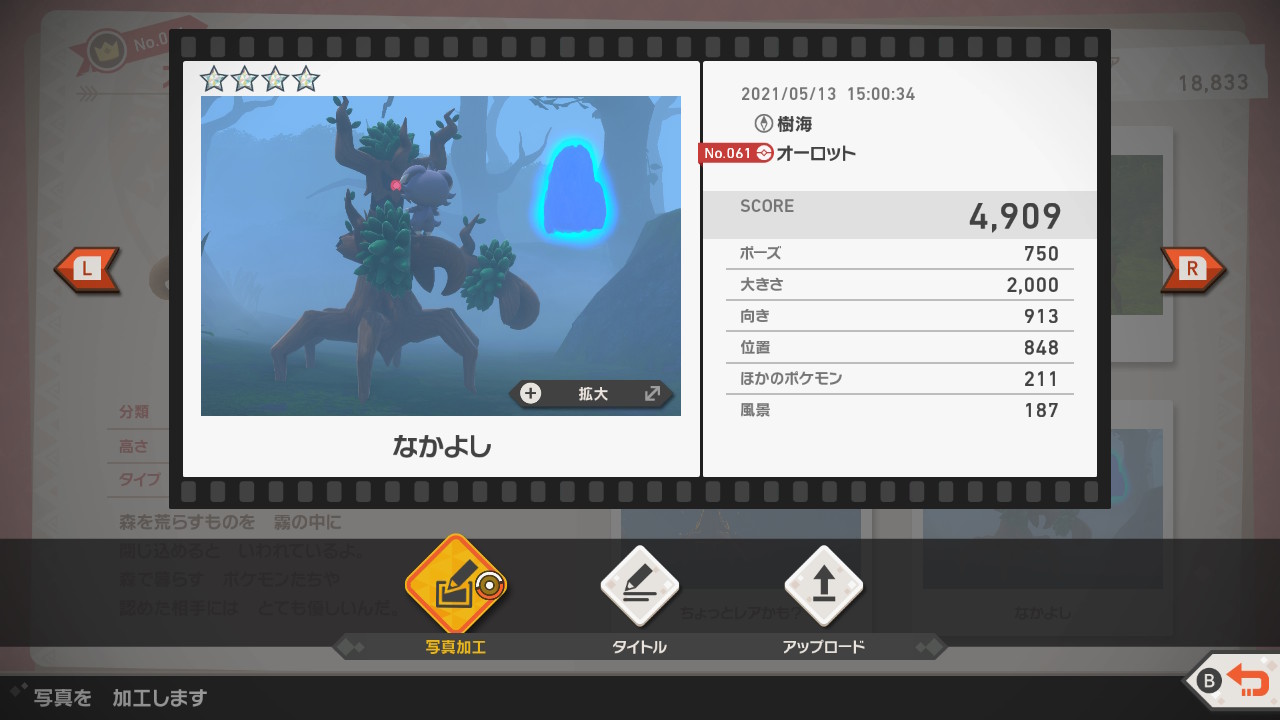 No.0
18,833
2021/05/13 15:00:34
樹海
No.061 オーロット
SCORE 4,909
ポーズ 750
大きさ 2,000
向き 913
位置 848
ほかのポケモン 211
風景 187
拡大
なかよし
L
R
分類
高さ
タイプ
森を荒らすものを 霧の中に
閉じ込めると いわれているよ。
森で暮らす ポケモンたちや
認めた相手には とても優しいんだ。
ちょっとレアかも?
なかよし
写真加工
タイトル
アップロード
写真を 加工します
B